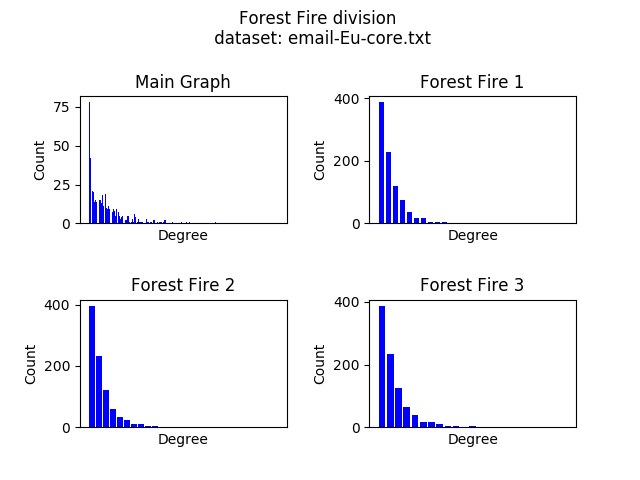 Forest Fire division
dataset: email-Eu-core.txt
Main Graph
75
50
25
0
Count
Degree
Forest Fire 1
400
200
0
Count
Degree
Forest Fire 2
400
200
0
Count
Degree
Forest Fire 3
400
200
0
Count
Degree